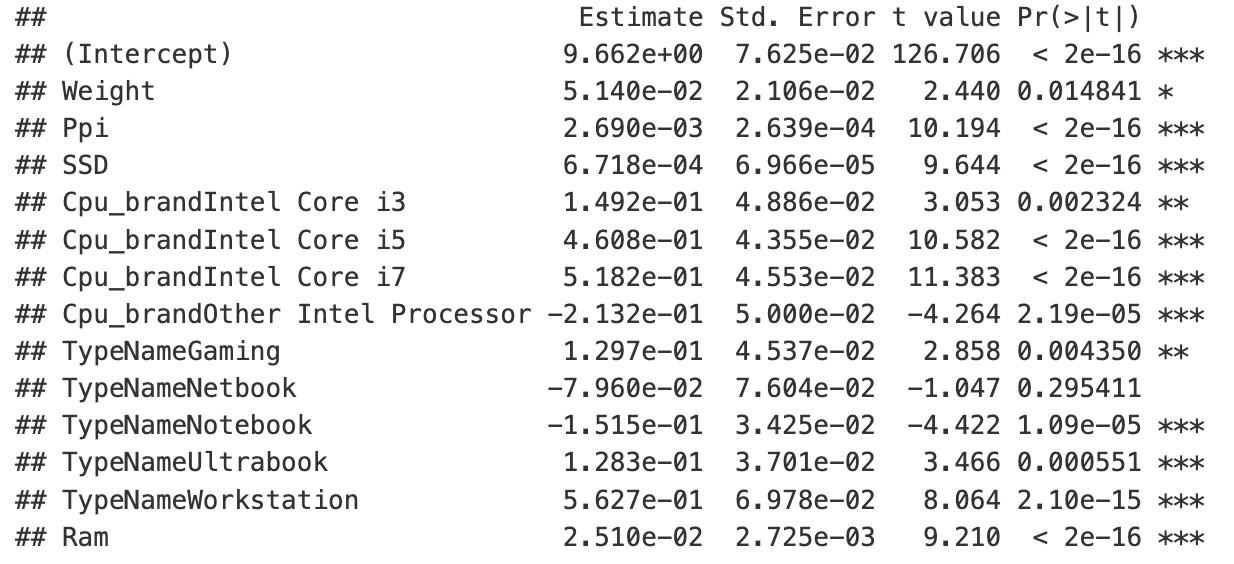 ##                                   Estimate Std. Error t value Pr(>|t|)
## (Intercept)                      9.662e+00  7.625e-02 126.706  < 2e-16 ***
## Weight                           5.140e-02  2.106e-02   2.440 0.014841 *
## Ppi                              2.690e-03  2.639e-04  10.194  < 2e-16 ***
## SSD                              6.718e-04  6.966e-05   9.644  < 2e-16 ***
## Cpu_brandIntel Core i3           1.492e-01  4.886e-02   3.053 0.002324 **
## Cpu_brandIntel Core i5           4.608e-01  4.355e-02  10.582  < 2e-16 ***
## Cpu_brandIntel Core i7           5.182e-01  4.553e-02  11.383  < 2e-16 ***
## Cpu_brandOther Intel Processor -2.132e-01  5.000e-02  -4.264 2.19e-05 ***
## TypeNameGaming                   1.297e-01  4.537e-02   2.858 0.004350 **
## TypeNameNetbook                 -7.960e-02  7.604e-02  -1.047 0.295411
## TypeNameNotebook                -1.515e-01  3.425e-02  -4.422 1.09e-05 ***
## TypeNameUltrabook                1.283e-01  3.701e-02   3.466 0.000551 ***
## TypeNameWorkstation              5.627e-01  6.978e-02   8.064 2.10e-15 ***
## Ram                              2.510e-02  2.725e-03   9.210  < 2e-16 ***